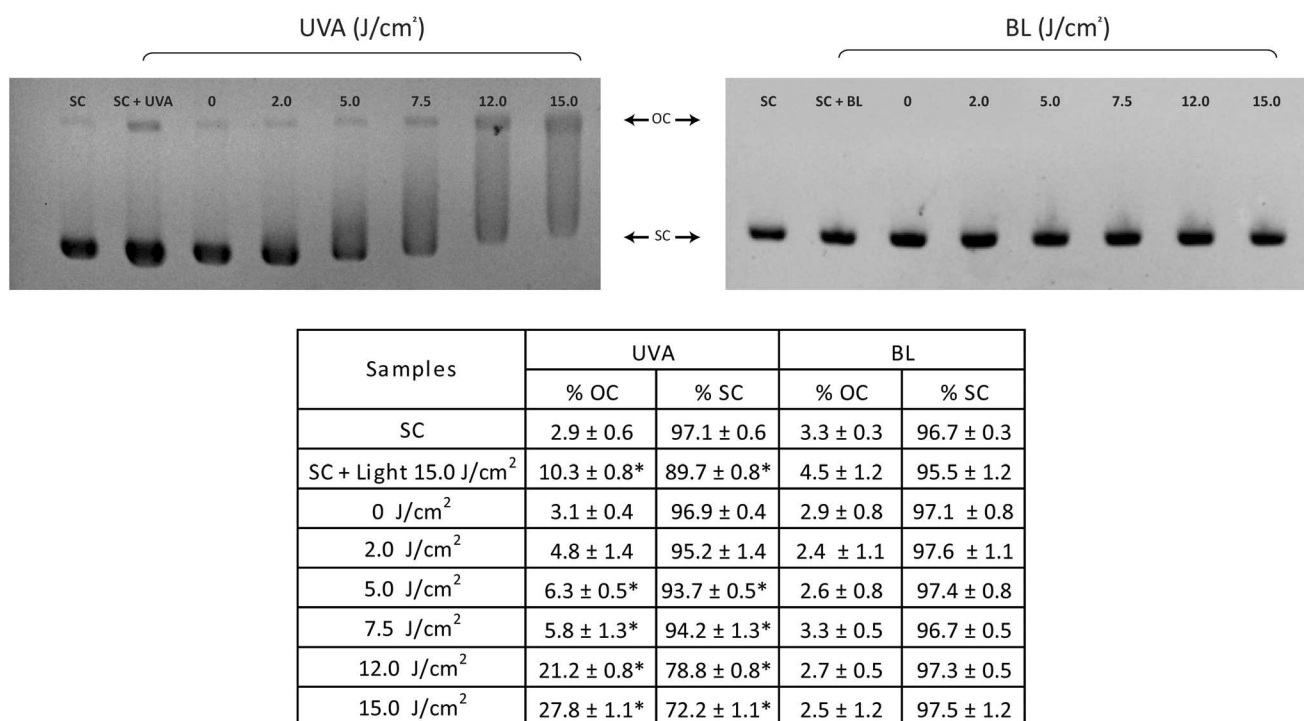 UVA (J/cm²)
BL (J/cm²)
SC SC + UVA 0 2.0 5.0 7.5 12.0 15.0
SC SC + BL 0 2.0 5.0 7.5 12.0 15.0
OC
SC
Samples UVA BL
% OC % SC % OC % SC
SC 2.9 ± 0.6 97.1 ± 0.6 3.3 ± 0.3 96.7 ± 0.3
SC + Light 15.0 J/cm² 10.3 ± 0.8* 89.7 ± 0.8* 4.5 ± 1.2 95.5 ± 1.2
0 J/cm² 3.1 ± 0.4 96.9 ± 0.4 2.9 ± 0.8 97.1 ± 0.8
2.0 J/cm² 4.8 ± 1.4 95.2 ± 1.4 2.4 ± 1.1 97.6 ± 1.1
5.0 J/cm² 6.3 ± 0.5* 93.7 ± 0.5* 2.6 ± 0.8 97.4 ± 0.8
7.5 J/cm² 5.8 ± 1.3* 94.2 ± 1.3* 3.3 ± 0.5 96.7 ± 0.5
12.0 J/cm² 21.2 ± 0.8* 78.8 ± 0.8* 2.7 ± 0.5 97.3 ± 0.5
15.0 J/cm² 27.8 ± 1.1* 72.2 ± 1.1* 2.5 ± 1.2 97.5 ± 1.2